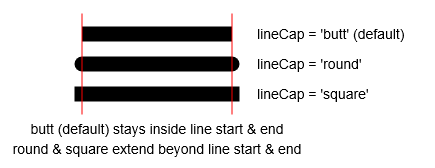 lineCap = 'butt' (default)
lineCap = 'round'
lineCap = 'square'
butt (default) stays inside line start & end
round & square extend beyond line start & end